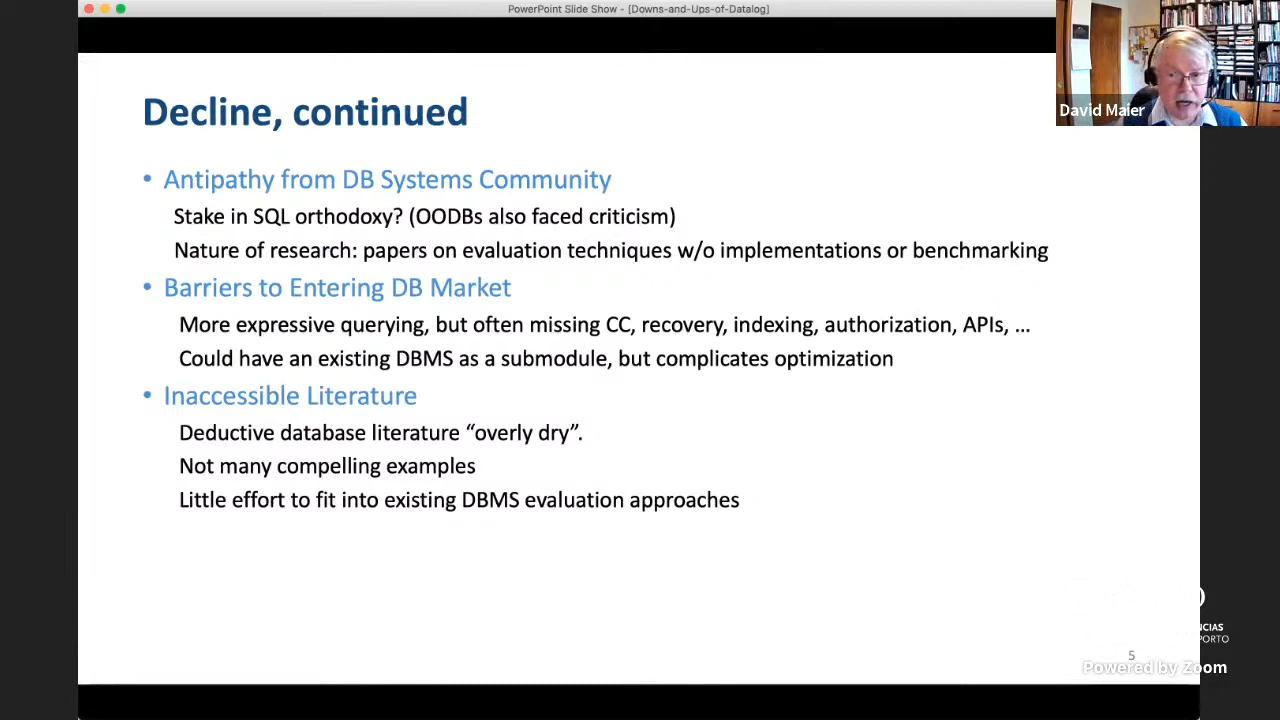 PowerPoint Slide Show - [Downs-and-Ups-of-Datalog]
David Maier
Decline, continued
• Antipathy from DB Systems Community
Stake in SQL orthodoxy? (OODBs also faced criticism)
Nature of research: papers on evaluation techniques w/o implementations or benchmarking
• Barriers to Entering DB Market
More expressive querying, but often missing CC, recovery, indexing, authorization, APIs, ...
Could have an existing DBMS as a submodule, but complicates optimization
• Inaccessible Literature
Deductive database literature “overly dry”.
Not many compelling examples
Little effort to fit into existing DBMS evaluation approaches
NCIAS
PORTO
5
Powered by Zoom